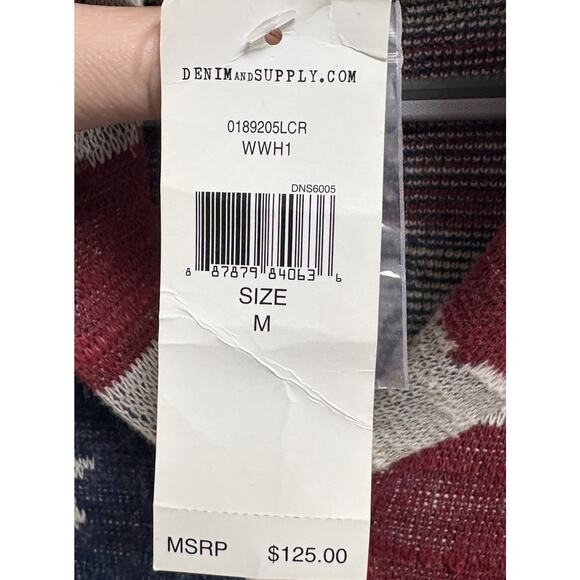 DENIMANDSUPPLY.COM
0189205LCR
WWH1
DNS6005
8 87879 84063 6
SIZE
M
MSRP $125.00